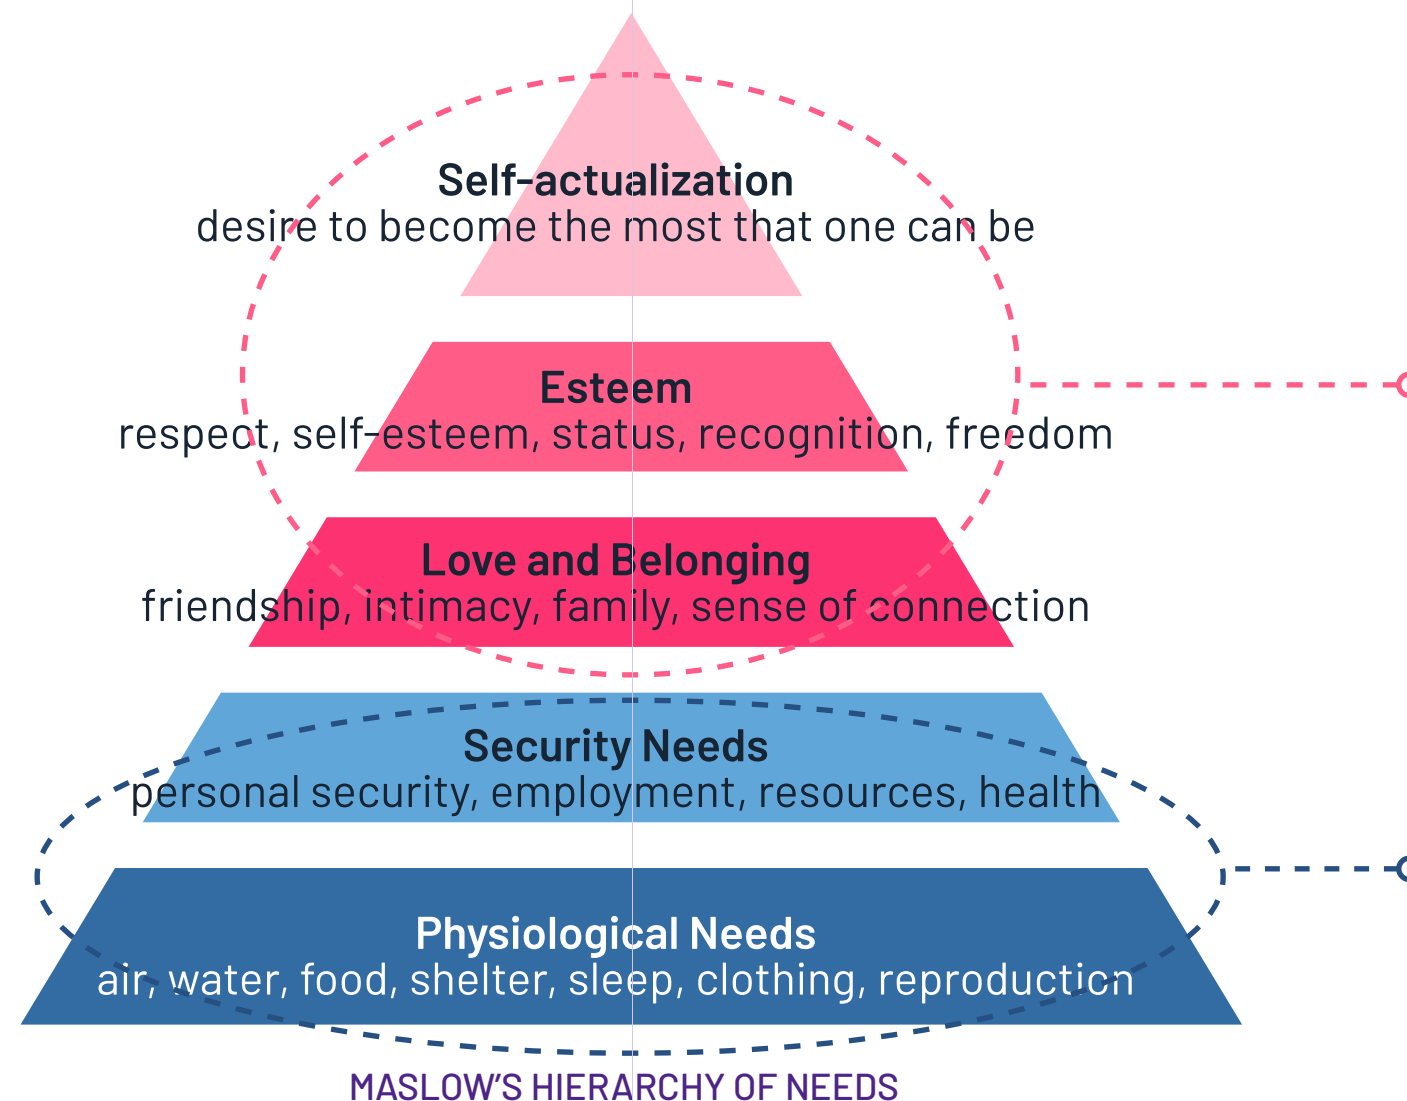 Self-actualization
desire to become the most that one can be
Esteem
respect, self-esteem, status, recognition, freedom
Love and Belonging
friendship, intimacy, family, sense of connection
Security Needs
personal security, employment, resources, health
Physiological Needs
air, water, food, shelter, sleep, clothing, reproduction
MASLOW’S HIERARCHY OF NEEDS